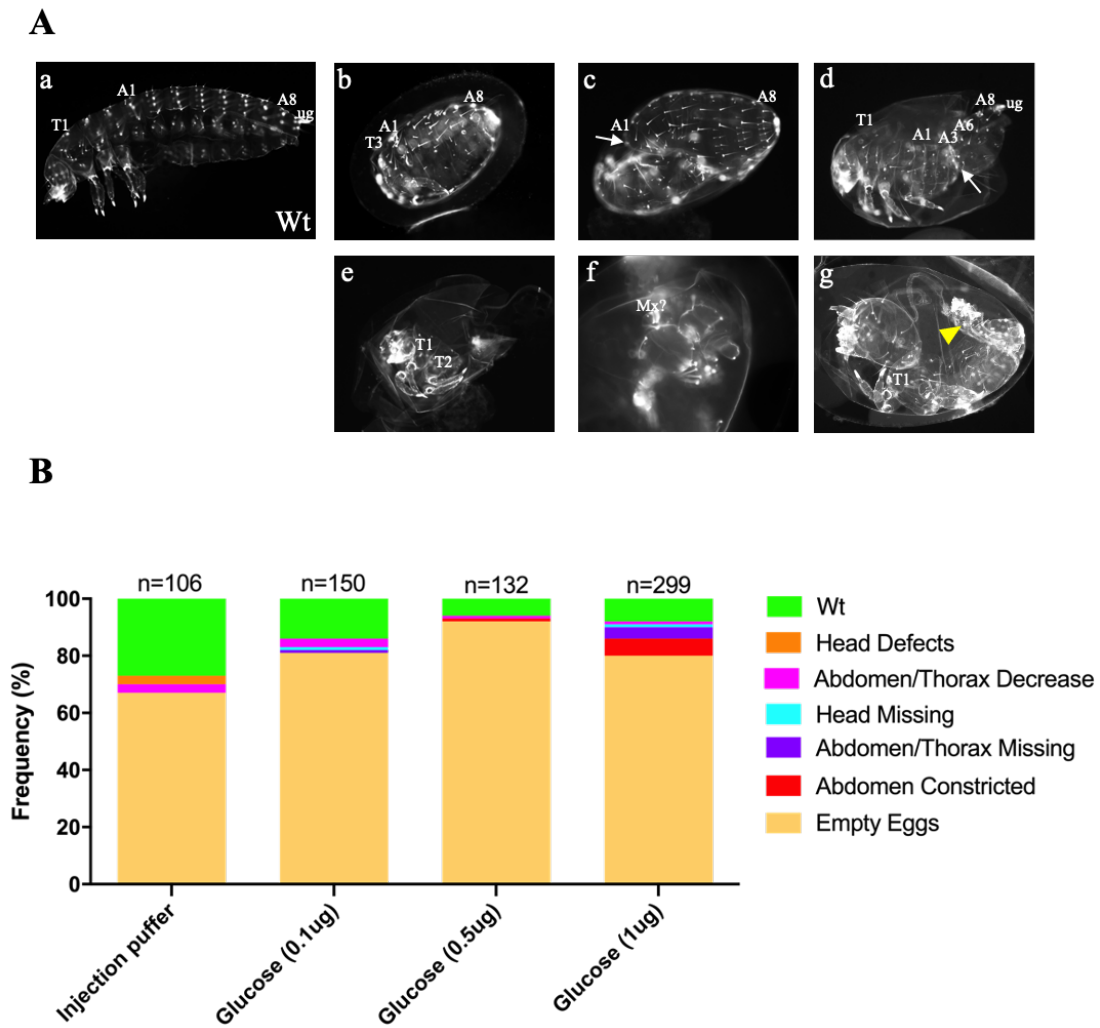 A
a
A1
A8
ug
T1
Wt
b
A8
A1
T3
c
A8
A1
d
A8
ug
T1
A6
A1
A3
e
T1
T2
f
Mx?
g
T1
B
n=106
n=150
n=132
n=299
100
80
60
40
20
0
Frequency (%)
Injection puffer
Glucose (0.1ug)
Glucose (0.5ug)
Glucose (1ug)
Wt
Head Defects
Abdomen/Thorax Decrease
Head Missing
Abdomen/Thorax Missing
Abdomen Constricted
Empty Eggs